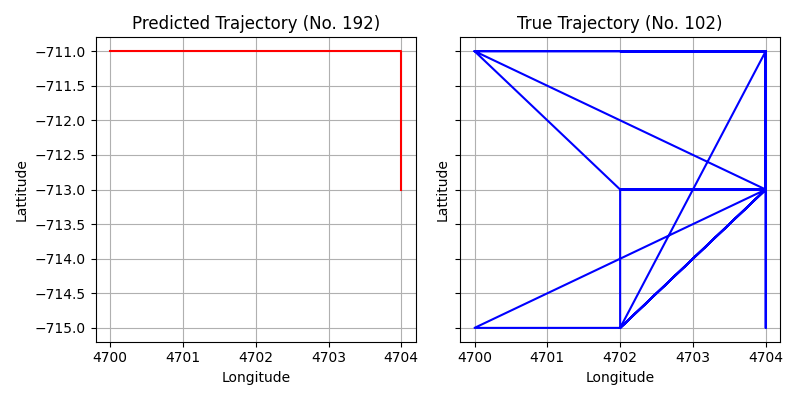 Predicted Trajectory (No. 192)
True Trajectory (No. 102)
−711.0
−711.5
−712.0
−712.5
−713.0
−713.5
−714.0
−714.5
−715.0
Lattitude
Lattitude
4700 4701 4702 4703 4704
4700 4701 4702 4703 4704
Longitude
Longitude